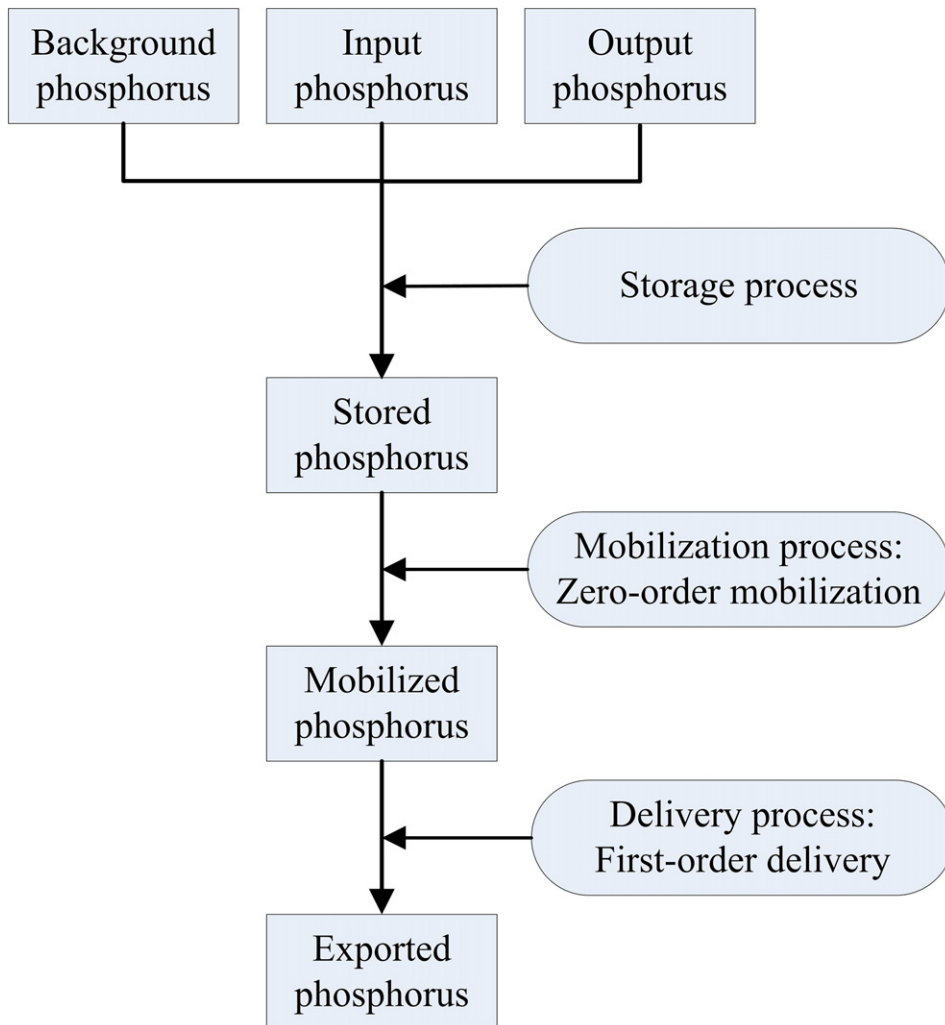 Background
phosphorus
Input
phosphorus
Output
phosphorus
Storage process
Stored
phosphorus
Mobilization process:
Zero-order mobilization
Mobilized
phosphorus
Delivery process:
First-order delivery
Exported
phosphorus